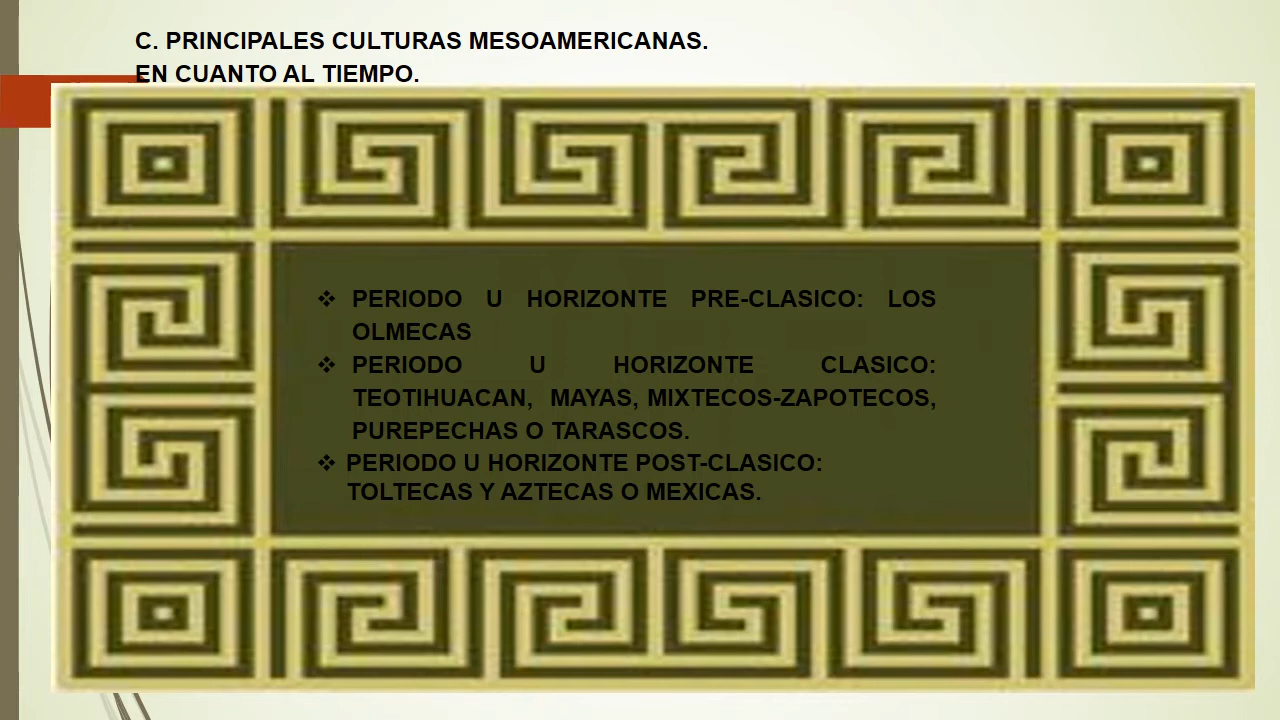 C. PRINCIPALES CULTURAS MESOAMERICANAS.
EN CUANTO AL TIEMPO.
❖ PERIODO U HORIZONTE PRE-CLASICO: LOS
OLMECAS
❖ PERIODO U HORIZONTE CLASICO:
TEOTIHUACAN, MAYAS, MIXTECOS-ZAPOTECOS,
PUREPECHAS O TARASCOS.
❖ PERIODO U HORIZONTE POST-CLASICO:
TOLTECAS Y AZTECAS O MEXICAS.